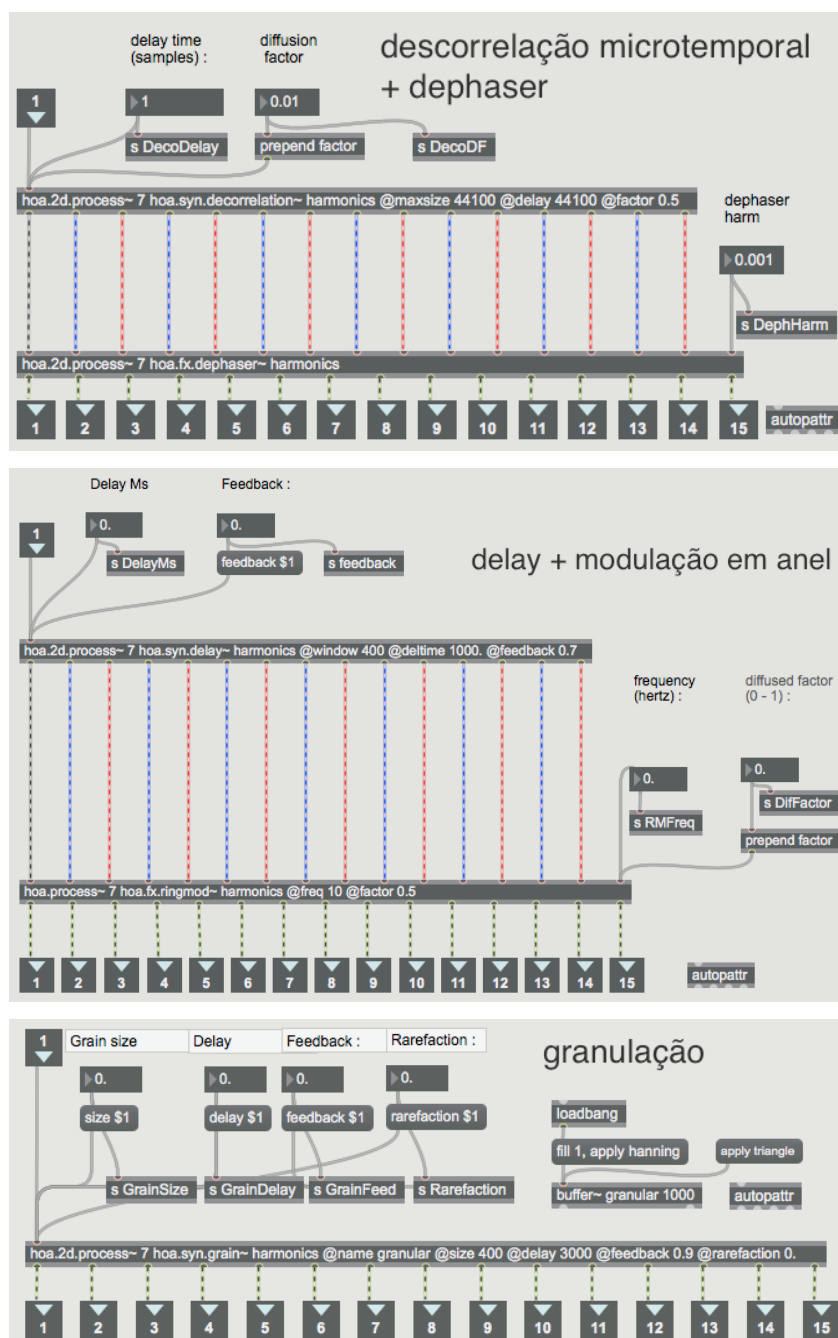 delay time
(samples) :
diffusion
factor
descorrelação microtemporal
+ dephaser
1
1
0.01
s DecoDelay
prepend factor
s DecoDF
hoa.2d.process~ 7 hoa.syn.decorrelation~ harmonics @maxsize 44100 @delay 44100 @factor 0.5
dephaser
harm
0.001
s DephHarm
hoa.2d.process~ 7 hoa.fx.dephaser~ harmonics
1 2 3 4 5 6 7 8 9 10 11 12 13 14 15
autopattr
Delay Ms
Feedback :
1
0.
0.
s DelayMs
feedback $1
s feedback
delay + modulação em anel
hoa.2d.process~ 7 hoa.syn.delay~ harmonics @window 400 @deltime 1000. @feedback 0.7
frequency
(hertz) :
diffused factor
(0 - 1) :
0.
0.
s RMFreq
s DifFactor
prepend factor
hoa.process~ 7 hoa.fx.ringmod~ harmonics @freq 10 @factor 0.5
1 2 3 4 5 6 7 8 9 10 11 12 13 14 15
autopattr
1
Grain size
Delay
Feedback :
Rarefaction :
granulação
0.
0.
0.
0.
size $1
delay $1
feedback $1
rarefaction $1
loadbang
fill 1, apply hanning
apply triangle
s GrainSize
s GrainDelay
s GrainFeed
s Rarefaction
buffer~ granular 1000
autopattr
hoa.2d.process~ 7 hoa.syn.grain~ harmonics @name granular @size 400 @delay 3000 @feedback 0.9 @rarefaction 0.
1 2 3 4 5 6 7 8 9 10 11 12 13 14 15